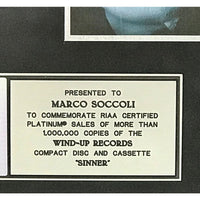 PRESENTED TO
MARCO SOCCOLI
TO COMMEMORATE RIAA CERTIFIED
PLATINUM® SALES OF MORE THAN
1,000,000 COPIES OF THE
WIND-UP RECORDS
COMPACT DISC AND CASSETTE
"SINNER"